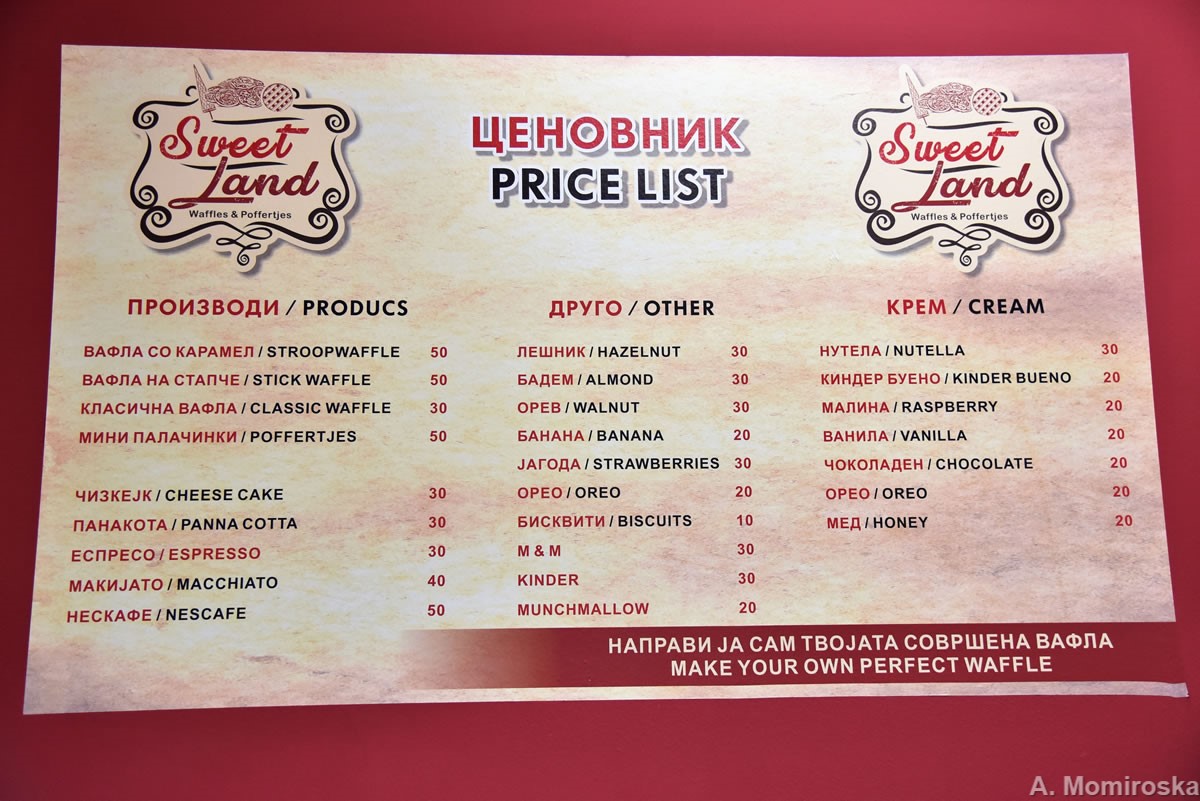 Sweet
Land
Waffles & Poffertjes
ЦЕНОВНИК
PRICE LIST
Sweet
Land
Waffles & Poffertjes
ПРОИЗВОДИ / PRODUCS
ВАФЛА СО КАРАМЕЛ / STROOPWAFFLE 50
ВАФЛА НА СТАПЧЕ / STICK WAFFLE 50
КЛАСИЧНА ВАФЛА / CLASSIC WAFFLE 30
МИНИ ПАЛАЧИНКИ / POFFERTJES 50
ЧИЗКЕЈК / CHEESE CAKE 30
ПАНАКОТА / PANNA COTTA 30
ЕСПРЕСО / ESPRESSO 30
МАКИЈАТО / MACCHIATO 40
НЕСКАФЕ / NESCAFE 50
ДРУГО / OTHER
ЛЕШНИК / HAZELNUT 30
БАДЕМ / ALMOND 30
ОРЕВ / WALNUT 30
БАНАНА / BANANA 20
ЈАГОДА / STRAWBERRIES 30
ОРЕО / OREO 20
БИСКВИТИ / BISCUITS 10
M & M 30
KINDER 30
MUNCHMALLOW 20
КРЕМ / CREAM
НУТЕЛА / NUTELLA 30
КИНДЕР БУЕНО / KINDER BUENO 20
МАЛИНА / RASPBERRY 20
ВАНИЛА / VANILLA 20
ЧОКОЛАДЕН / CHOCOLATE 20
ОРЕО / OREO 20
МЕД / HONEY 20
НАПРАВИ ЈА САМ ТВОЈАТА СОВРШЕНА ВАФЛА
MAKE YOUR OWN PERFECT WAFFLE
A. Momiroska